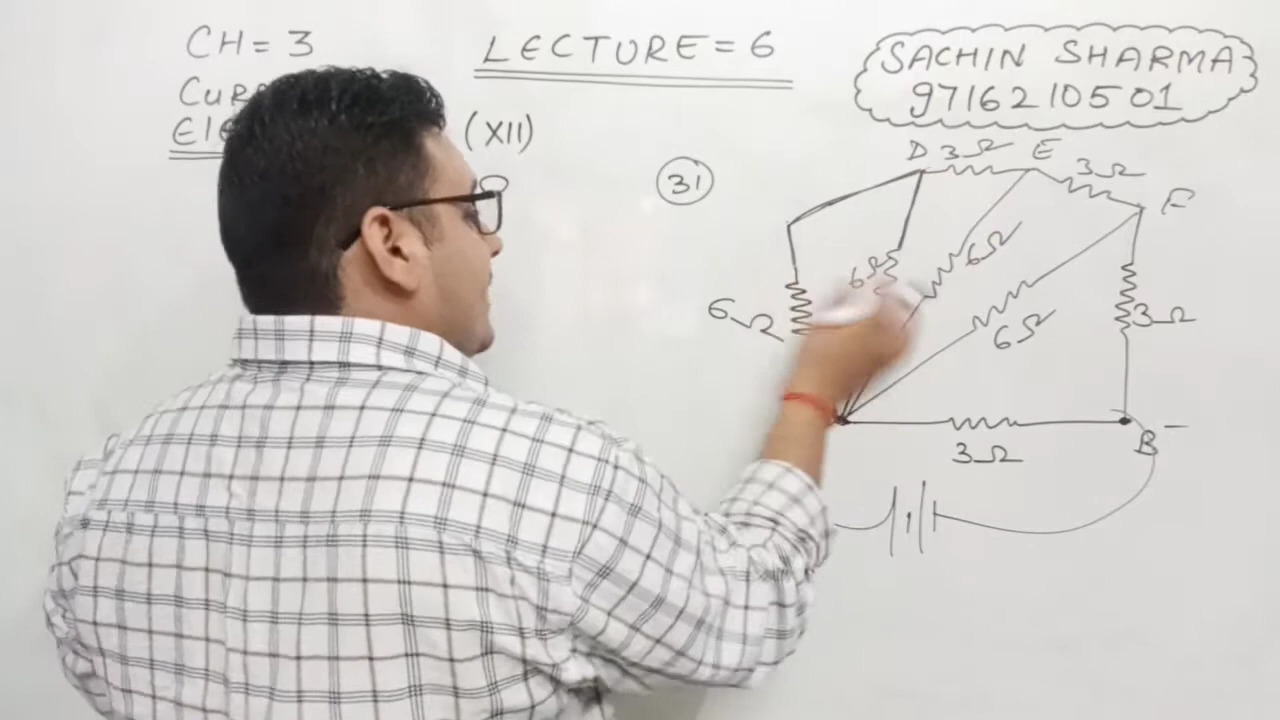 CH = 3
LECTURE = 6
SACHIN SHARMA
9716210501
(XII)
31
D 3Ω E 3Ω
F
6Ω 6Ω
6Ω 6Ω 3Ω
3Ω B -